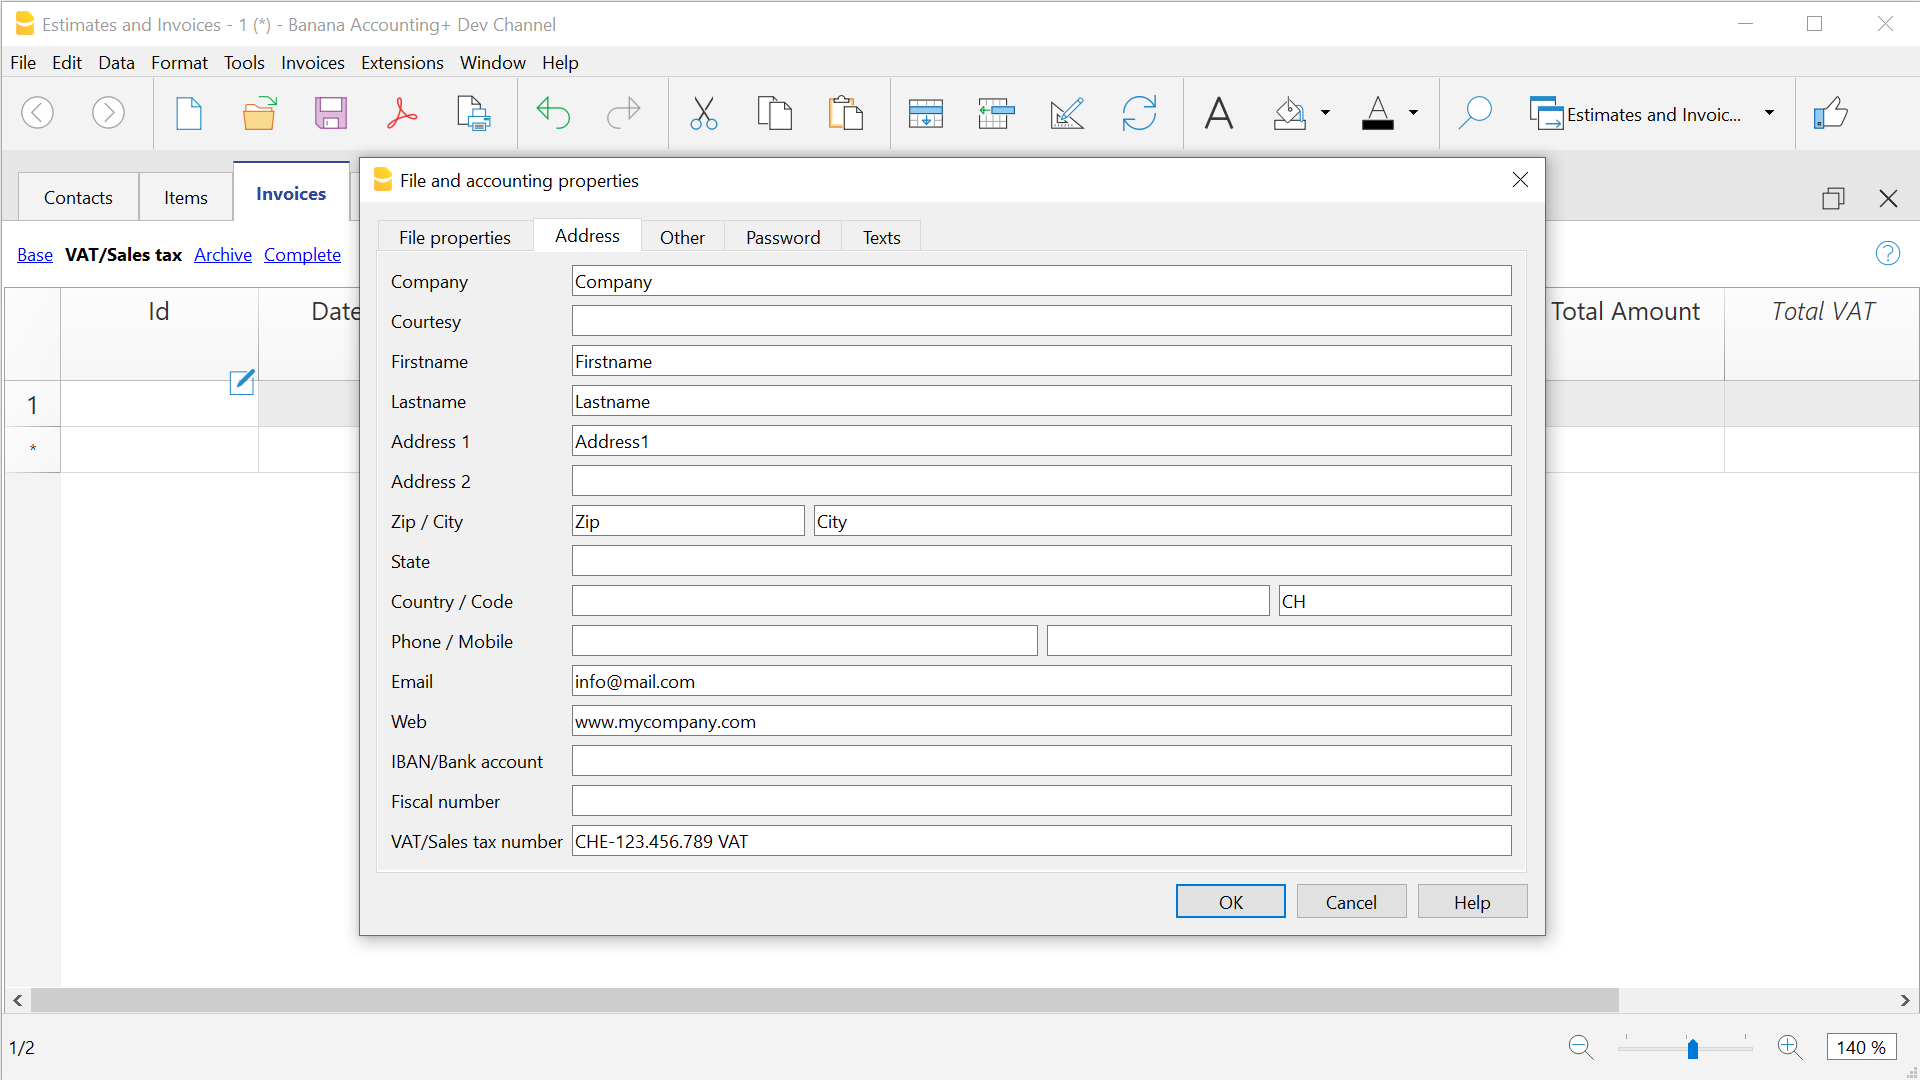 Estimates and Invoices - 1 (*) - Banana Accounting+ Dev Channel
File Edit Data Format Tools Invoices Extensions Window Help
Estimates and Invoic...
Contacts Items Invoices
Base VAT/Sales tax Archive Complete
Id Date Total Amount Total VAT
1
*
File and accounting properties
File properties Address Other Password Texts
Company Company
Courtesy
Firstname Firstname
Lastname Lastname
Address 1 Address1
Address 2
Zip / City Zip City
State
Country / Code CH
Phone / Mobile
Email info@mail.com
Web www.mycompany.com
IBAN/Bank account
Fiscal number
VAT/Sales tax number CHE-123.456.789 VAT
OK Cancel Help
1/2 140 %